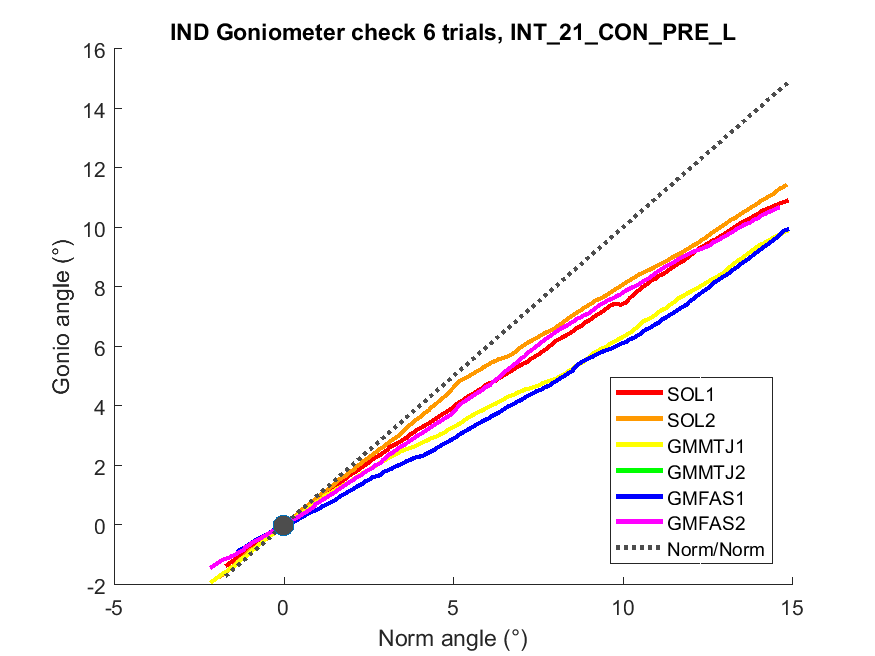 IND Goniometer check 6 trials, INT_21_CON_PRE_L
16
14
12
10
8
6
4
2
0
-2
Gonio angle (°)
-5
0
5
10
15
Norm angle (°)
SOL1
SOL2
GMMTJ1
GMMTJ2
GMFAS1
GMFAS2
Norm/Norm